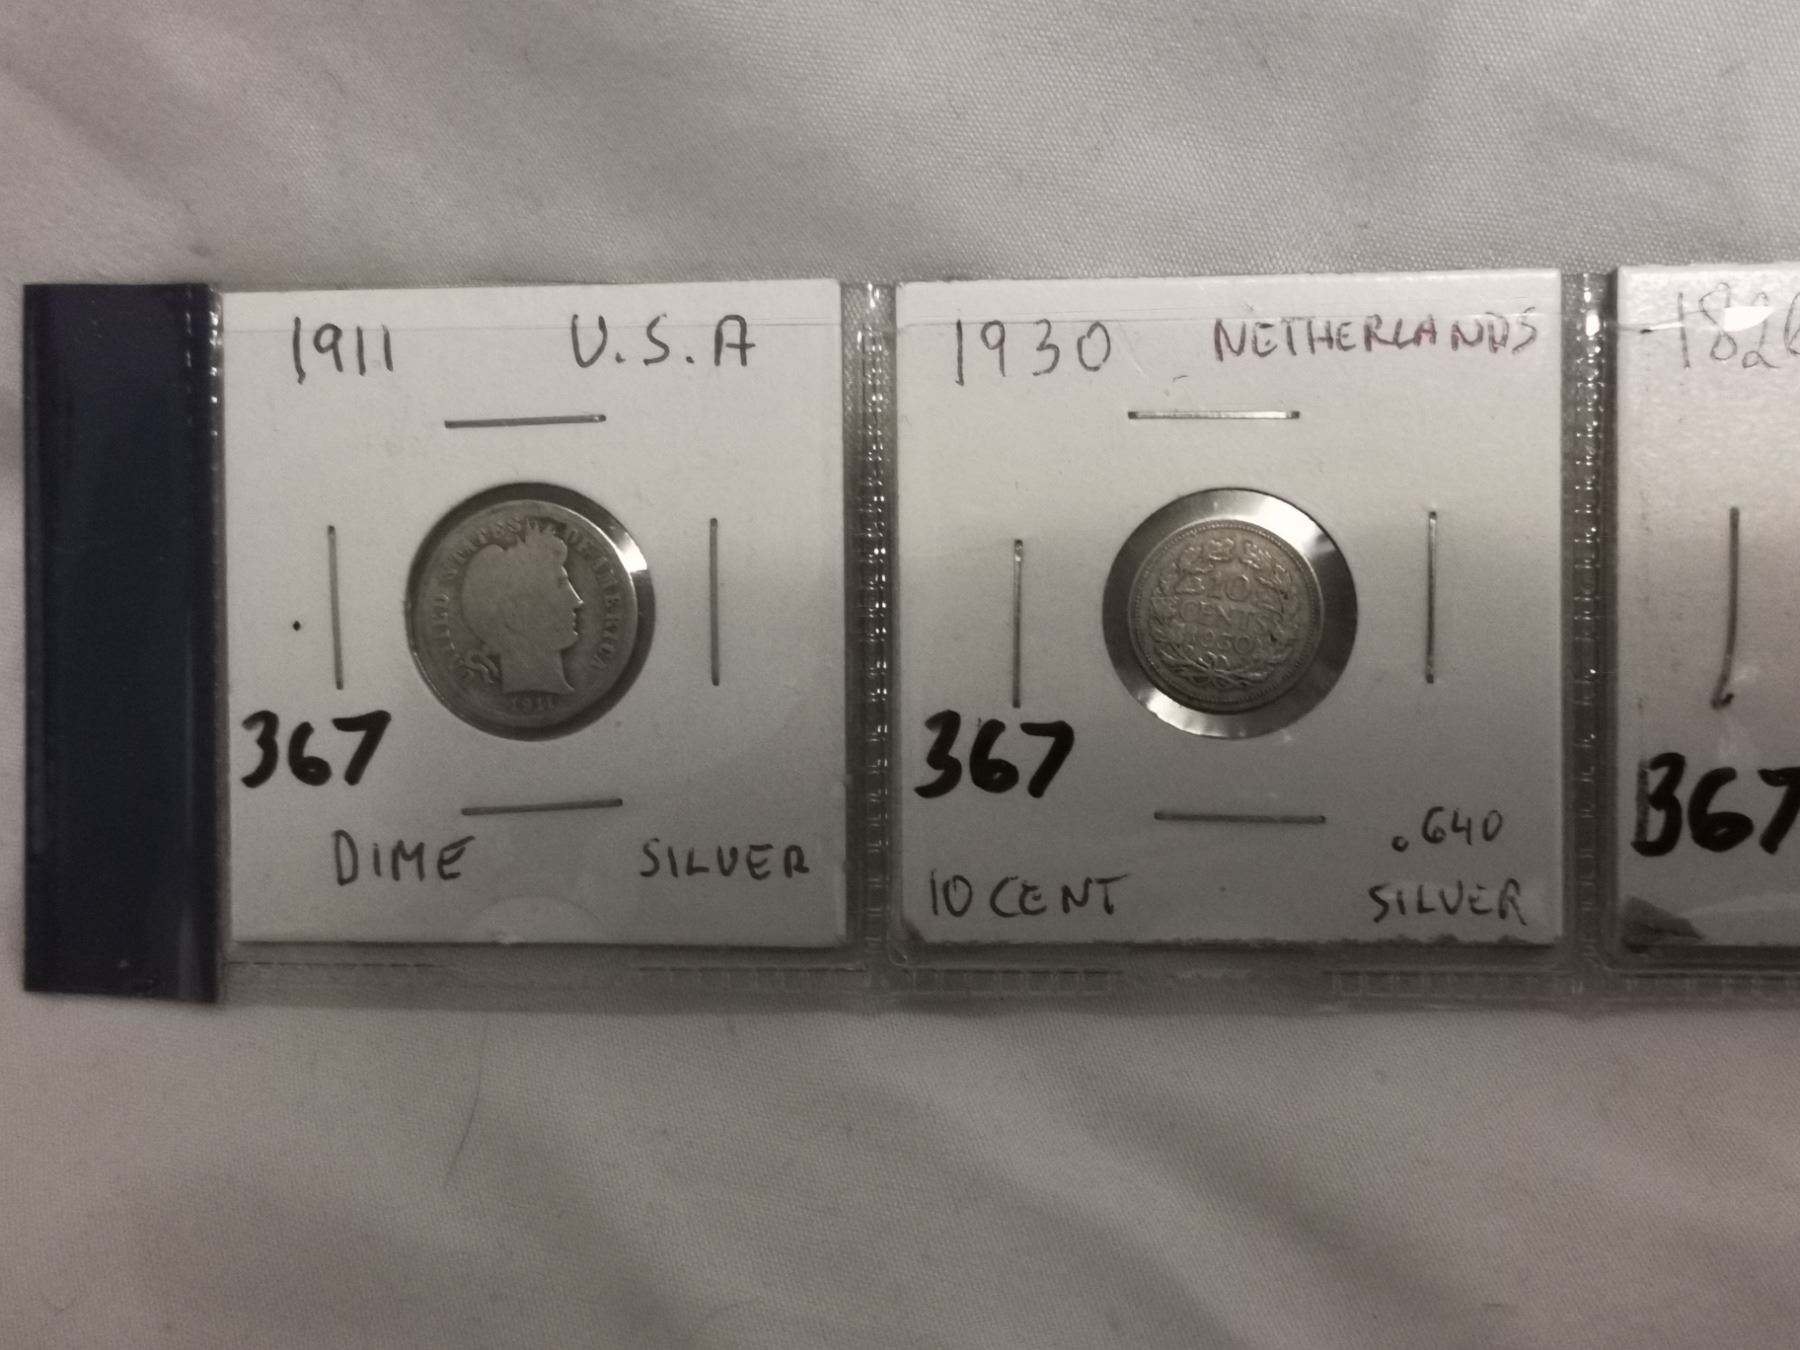 1911 U.S.A
UNITED STATES OF AMERICA
1911
367
DIME SILVER
1930 NETHERLANDS
10
CENT
1930
367
.640
10 CENT SILVER
367